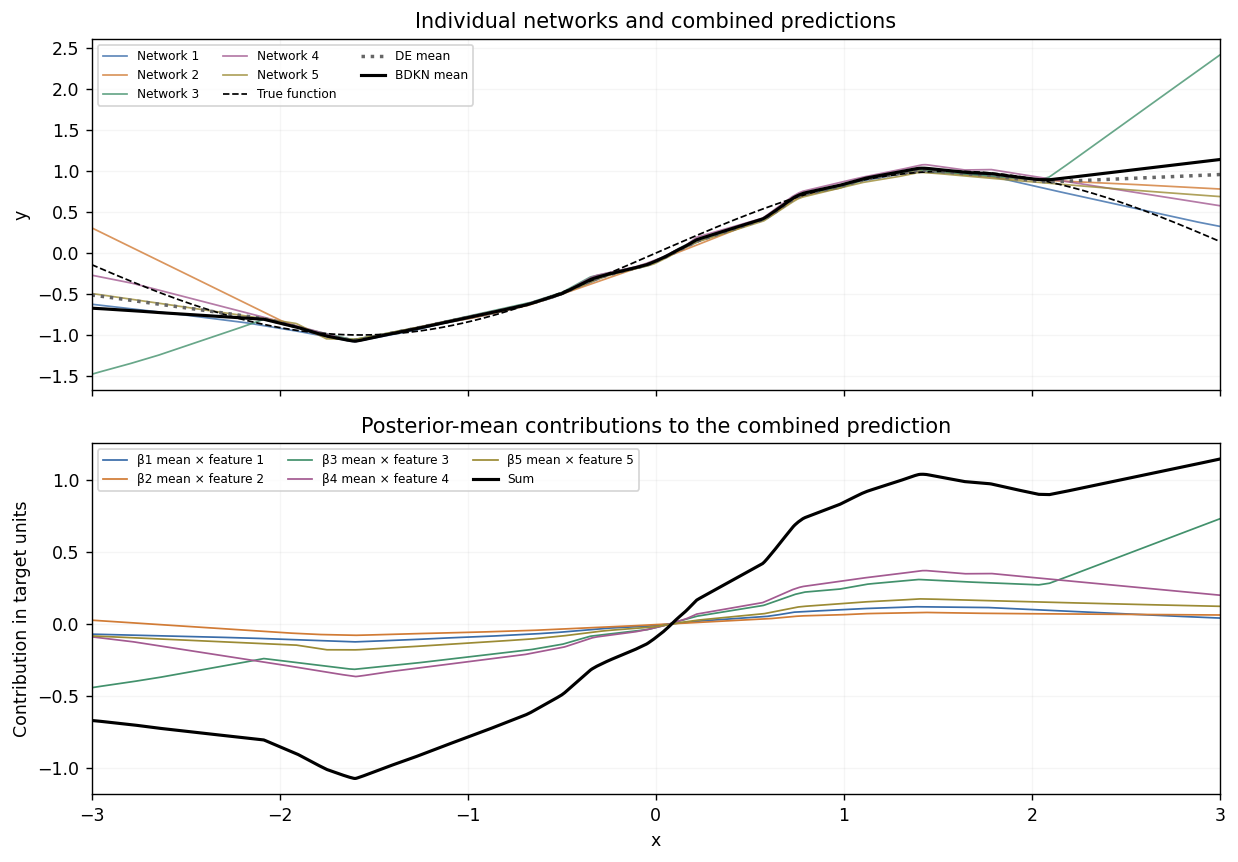 Individual networks and combined predictions
2.5
2.0
1.5
1.0
0.5
0.0
−0.5
−1.0
−1.5
y
Network 1
Network 2
Network 3
Network 4
Network 5
True function
DE mean
BDKN mean
Posterior-mean contributions to the combined prediction
1.0
0.5
0.0
−0.5
−1.0
Contribution in target units
β1 mean × feature 1
β2 mean × feature 2
β3 mean × feature 3
β4 mean × feature 4
β5 mean × feature 5
Sum
−3
−2
−1
0
1
2
3
x